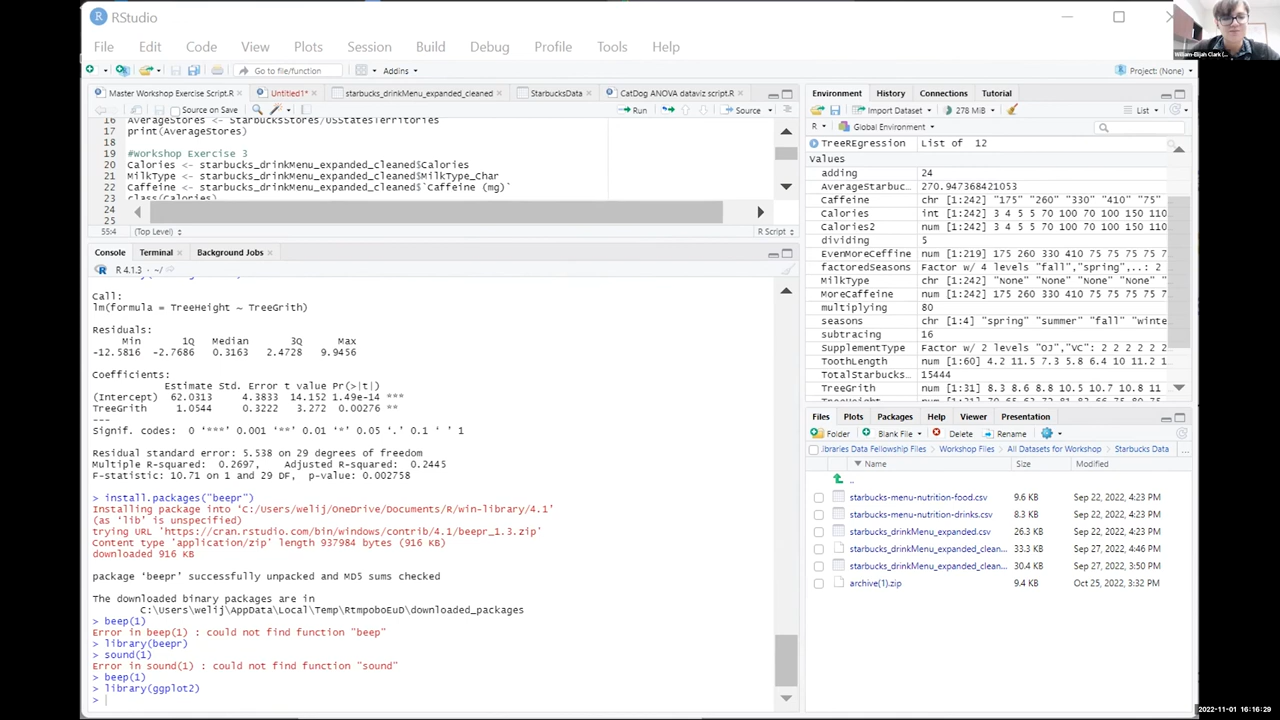 RStudio
File Edit Code View Plots Session Build Debug Profile Tools Help
Go to file/function
Addins
Project: (None)
Master Workshop Exercise Script.R
Untitled1*
starbucks_drinkMenu_expanded_cleaned
StarbucksData
CatDog ANOVA dataviz script.R
Source on Save
Run
Source
16 AverageStores <- StarbucksStores/USStatesTerritories
17 print(AverageStores)
18
19 #Workshop Exercise 3
20 Calories <- starbucks_drinkMenu_expanded_cleaned$Calories
21 MilkType <- starbucks_drinkMenu_expanded_cleaned$MilkType_Char
22 Caffeine <- starbucks_drinkMenu_expanded_cleaned$`Caffeine (mg)`
23 class(Calories)
24
25
55:4 (Top Level) R Script
Console Terminal Background Jobs
R 4.1.3 · ~/
Call:
lm(formula = TreeHeight ~ TreeGrith)
Residuals:
Min 1Q Median 3Q Max
-12.5816 -2.7686 0.3163 2.4728 9.9456
Coefficients:
Estimate Std. Error t value Pr(>|t|)
(Intercept) 62.0313 4.3833 14.152 1.49e-14 ***
TreeGrith 1.0544 0.3222 3.272 0.00276 **
---
Signif. codes: 0 ‘***’ 0.001 ‘**’ 0.01 ‘*’ 0.05 ‘.’ 0.1 ‘ ’ 1
Residual standard error: 5.538 on 29 degrees of freedom
Multiple R-squared: 0.2697, Adjusted R-squared: 0.2445
F-statistic: 10.71 on 1 and 29 DF, p-value: 0.002758
> install.packages("beepr")
Installing package into ‘C:/Users/welij/OneDrive/Documents/R/win-library/4.1’
(as ‘lib’ is unspecified)
trying URL 'https://cran.rstudio.com/bin/windows/contrib/4.1/beepr_1.3.zip'
Content type 'application/zip' length 937984 bytes (916 KB)
downloaded 916 KB
package ‘beepr’ successfully unpacked and MD5 sums checked
The downloaded binary packages are in
C:\Users\welij\AppData\Local\Temp\RtmpoboEuD\downloaded_packages
> beep(1)
Error in beep(1) : could not find function "beep"
> library(beepr)
> sound(1)
Error in sound(1) : could not find function "sound"
> beep(1)
> library(ggplot2)
>
Environment History Connections Tutorial
Import Dataset 278 MiB List
R Global Environment
TreeREgression List of 12
Values
adding 24
AverageStarbuc… 270.947368421053
Caffeine chr [1:242] "175" "260" "330" "410" "75"
Calories int [1:242] 3 4 5 5 70 100 70 100 150 110
Calories2 num [1:242] 3 4 5 5 70 100 70 100 150 110
dividing 5
EvenMoreCeffine num [1:219] 175 260 330 410 75 75 75 75 7
factoredSeasons Factor w/ 4 levels "fall","spring",..: 2
MilkType chr [1:242] "None" "None" "None" "None"
MoreCaffeine num [1:242] 175 260 330 410 75 75 75 75 7
multiplying 80
seasons chr [1:4] "spring" "summer" "fall" "winte
subtracing 16
SupplementType Factor w/ 2 levels "OJ","VC": 2 2 2 2 2
ToothLength num [1:60] 4.2 11.5 7.3 5.8 6.4 10 11.2 1
TotalStarbucks… 15444
TreeGrith num [1:31] 8.3 8.6 8.8 10.5 10.7 10.8 11
Files Plots Packages Help Viewer Presentation
Folder Blank File Delete Rename
ibraries Data Fellowship Files Workshop Files All Datasets for Workshop Starbucks Data ...
Name Size Modified
..
starbucks-menu-nutrition-food.csv 9.6 KB Sep 22, 2022, 4:23 PM
starbucks-menu-nutrition-drinks.csv 8.3 KB Sep 22, 2022, 4:23 PM
starbucks_drinkMenu_expanded.csv 26.3 KB Sep 22, 2022, 4:23 PM
starbucks_drinkMenu_expanded_clean... 33.3 KB Sep 27, 2022, 4:46 PM
starbucks_drinkMenu_expanded_clean... 30.4 KB Sep 27, 2022, 3:50 PM
archive(1).zip 9.4 KB Oct 25, 2022, 3:32 PM
William-Elijah Clark (...
2022-11-01 16:16:29